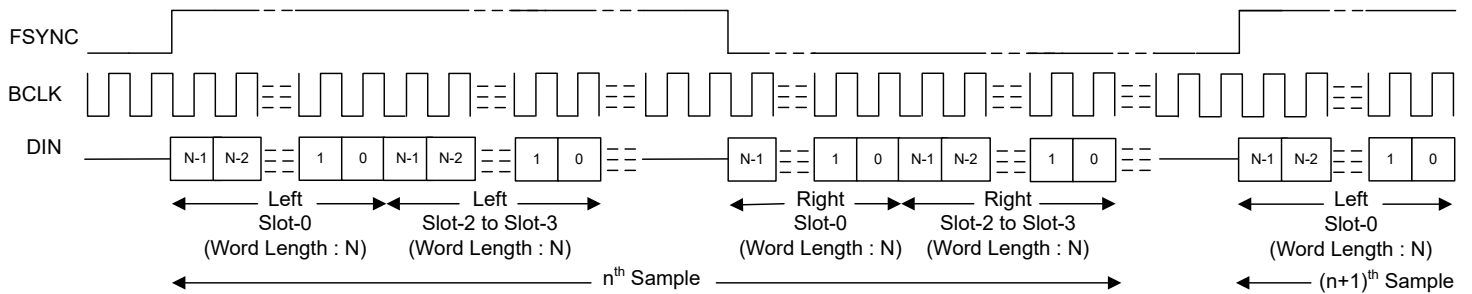 FSYNC
BCLK
DIN
N-1 N-2 1 0 N-1 N-2 1 0 N-1 1 0 N-1 N-2 1 0 N-1 N-2 1 0
Left Left Right Right Left
Slot-0 Slot-2 to Slot-3 Slot-0 Slot-2 to Slot-3 Slot-0
(Word Length : N) (Word Length : N) (Word Length : N) (Word Length : N) (Word Length : N)
nth Sample (n+1)th Sample